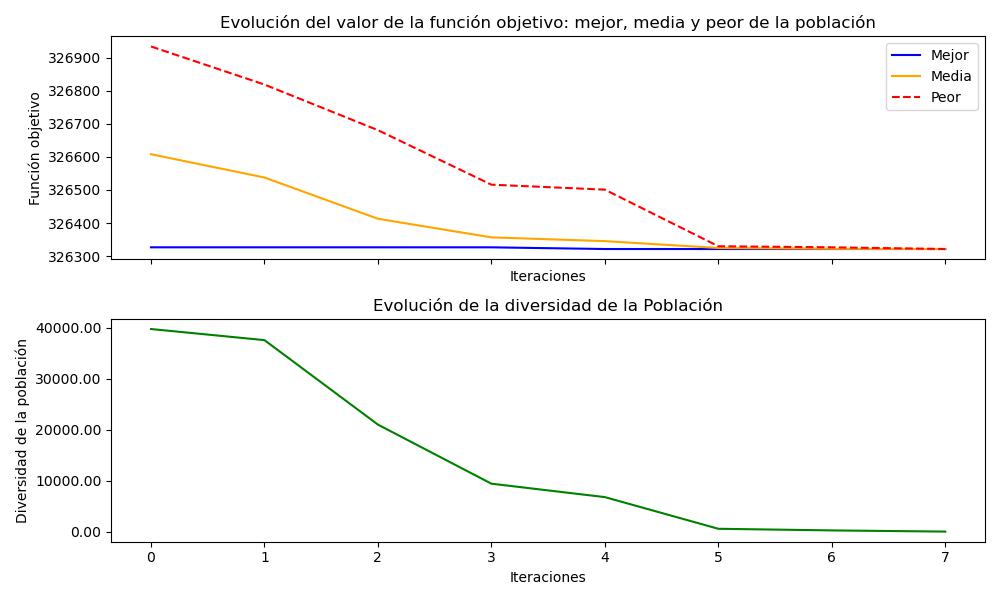 Evolución del valor de la función objetivo: mejor, media y peor de la población
326900
326800
326700
326600
326500
326400
326300
Función objetivo
Mejor
Media
Peor
Iteraciones
Evolución de la diversidad de la Población
40000.00
30000.00
20000.00
10000.00
0.00
Diversidad de la población
0 1 2 3 4 5 6 7
Iteraciones